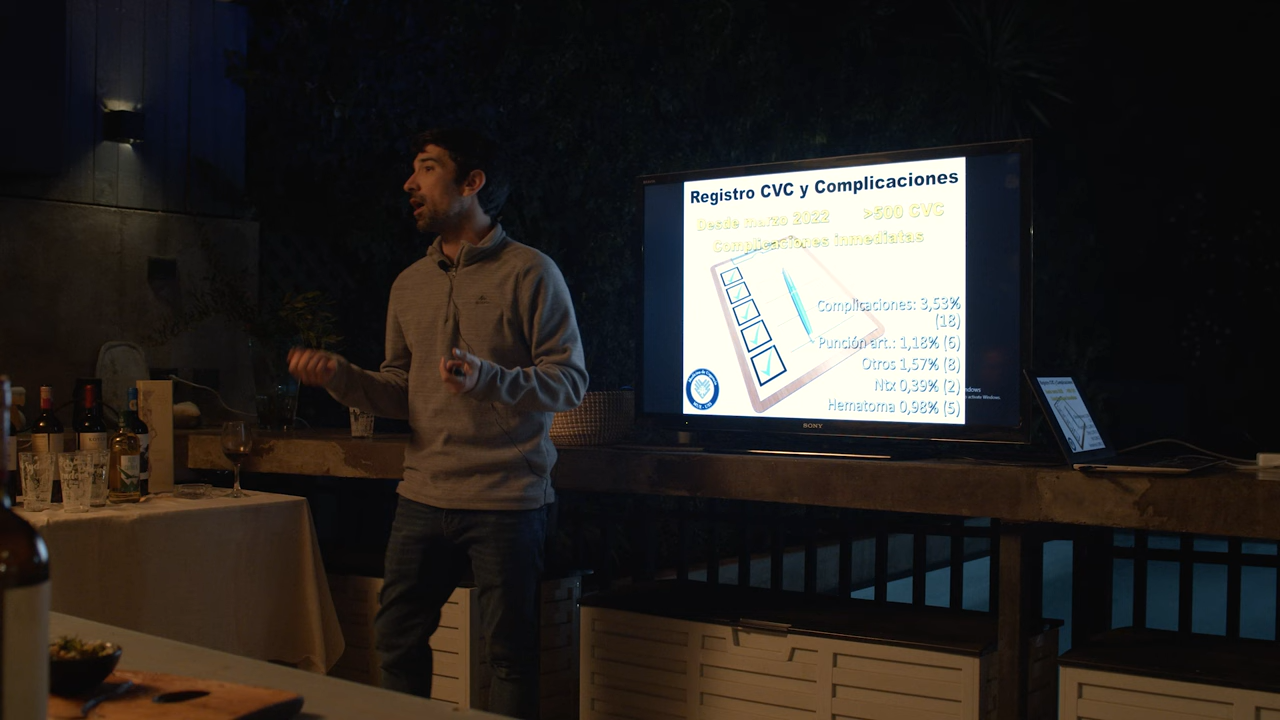 Registro CVC y Complicaciones
Desde marzo 2022 >500 CVC
Complicaciones inmediatas
Complicaciones: 3,53%
(18)
Punción art.: 1,18% (6)
Otros 1,57% (8)
Ntx 0,39% (2)
Hematoma 0,98% (5)
SONY